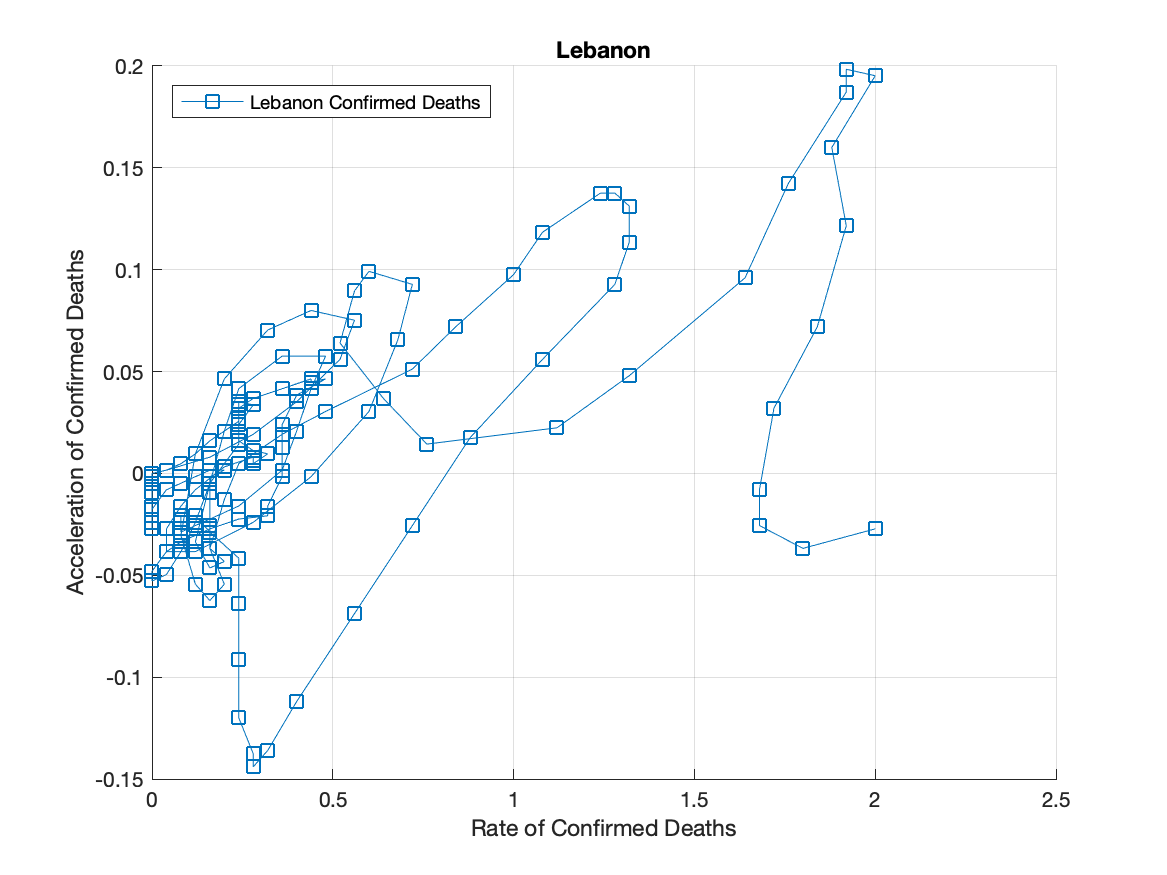 Lebanon
Lebanon Confirmed Deaths
Acceleration of Confirmed Deaths
0.2
0.15
0.1
0.05
0
-0.05
-0.1
-0.15
0 0.5 1 1.5 2 2.5
Rate of Confirmed Deaths